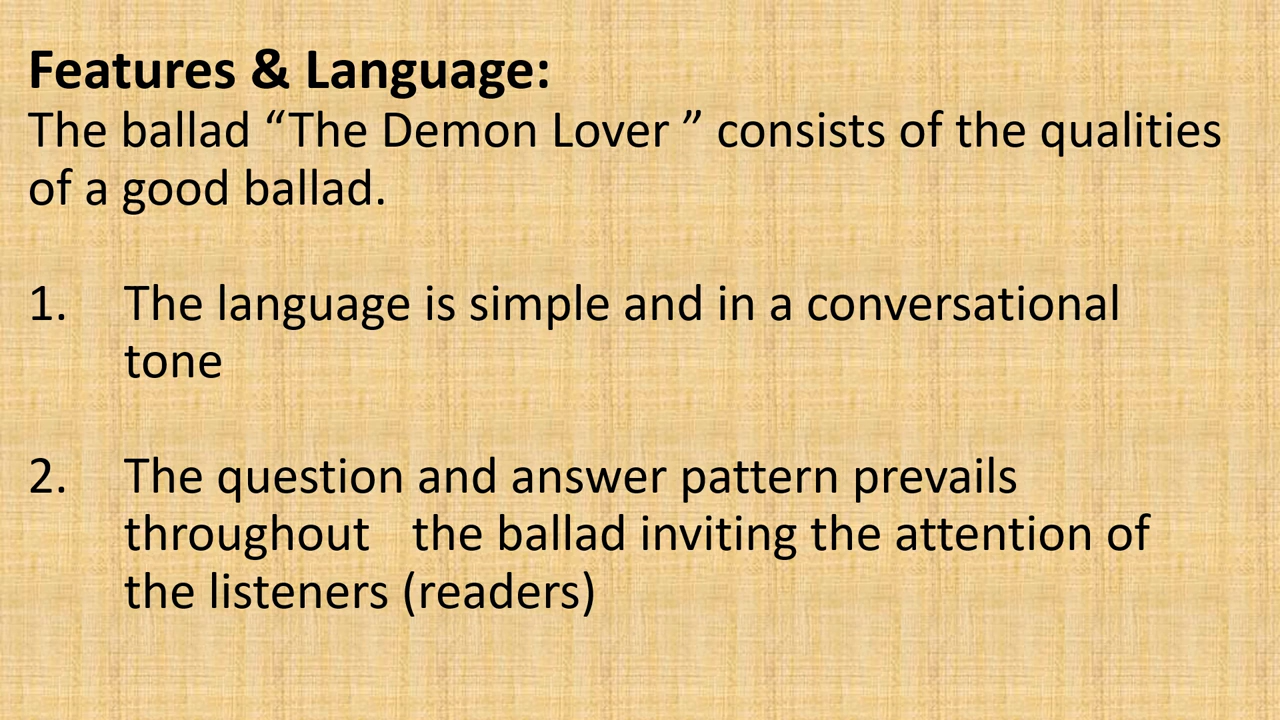 Features & Language:
The ballad “The Demon Lover ” consists of the qualities
of a good ballad.
1. The language is simple and in a conversational
tone
2. The question and answer pattern prevails
throughout the ballad inviting the attention of
the listeners (readers)